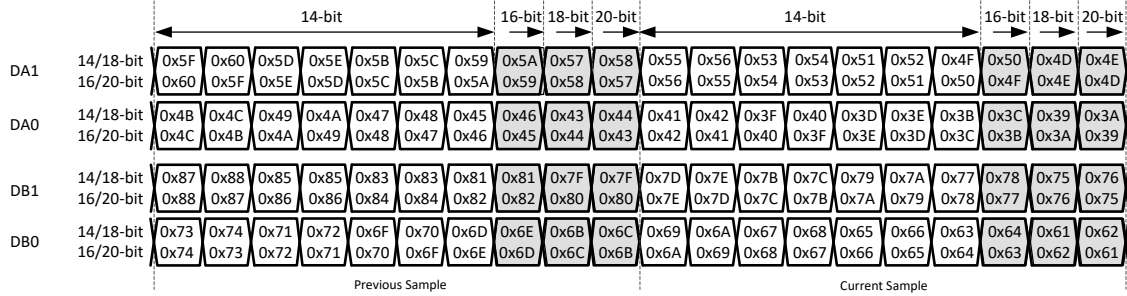 14-bit 16-bit 18-bit 20-bit 14-bit 16-bit 18-bit 20-bit
DA1
14/18-bit 0x5F 0x60 0x5D 0x5E 0x5B 0x5C 0x59 0x5A 0x57 0x58 0x55 0x56 0x53 0x54 0x51 0x52 0x4F 0x50 0x4D 0x4E
16/20-bit 0x60 0x5F 0x5E 0x5D 0x5C 0x5B 0x5A 0x59 0x58 0x57 0x56 0x55 0x54 0x53 0x52 0x51 0x50 0x4F 0x4E 0x4D
DA0
14/18-bit 0x4B 0x4C 0x49 0x4A 0x47 0x48 0x45 0x46 0x43 0x44 0x41 0x42 0x3F 0x40 0x3D 0x3E 0x3B 0x3C 0x39 0x3A
16/20-bit 0x4C 0x4B 0x4A 0x49 0x48 0x47 0x46 0x45 0x44 0x43 0x42 0x41 0x40 0x3F 0x3E 0x3D 0x3C 0x3B 0x3A 0x39
DB1
14/18-bit 0x87 0x88 0x85 0x85 0x83 0x83 0x81 0x81 0x7F 0x7F 0x7D 0x7E 0x7B 0x7C 0x79 0x7A 0x77 0x78 0x75 0x76
16/20-bit 0x88 0x87 0x86 0x86 0x84 0x84 0x82 0x82 0x80 0x80 0x7E 0x7D 0x7C 0x7B 0x7A 0x79 0x78 0x77 0x76 0x75
DB0
14/18-bit 0x73 0x74 0x71 0x72 0x6F 0x70 0x6D 0x6E 0x6B 0x6C 0x69 0x6A 0x67 0x68 0x65 0x66 0x63 0x64 0x61 0x62
16/20-bit 0x74 0x73 0x72 0x71 0x70 0x6F 0x6E 0x6D 0x6C 0x6B 0x6A 0x69 0x68 0x67 0x66 0x65 0x64 0x63 0x62 0x61
Previous Sample Current Sample